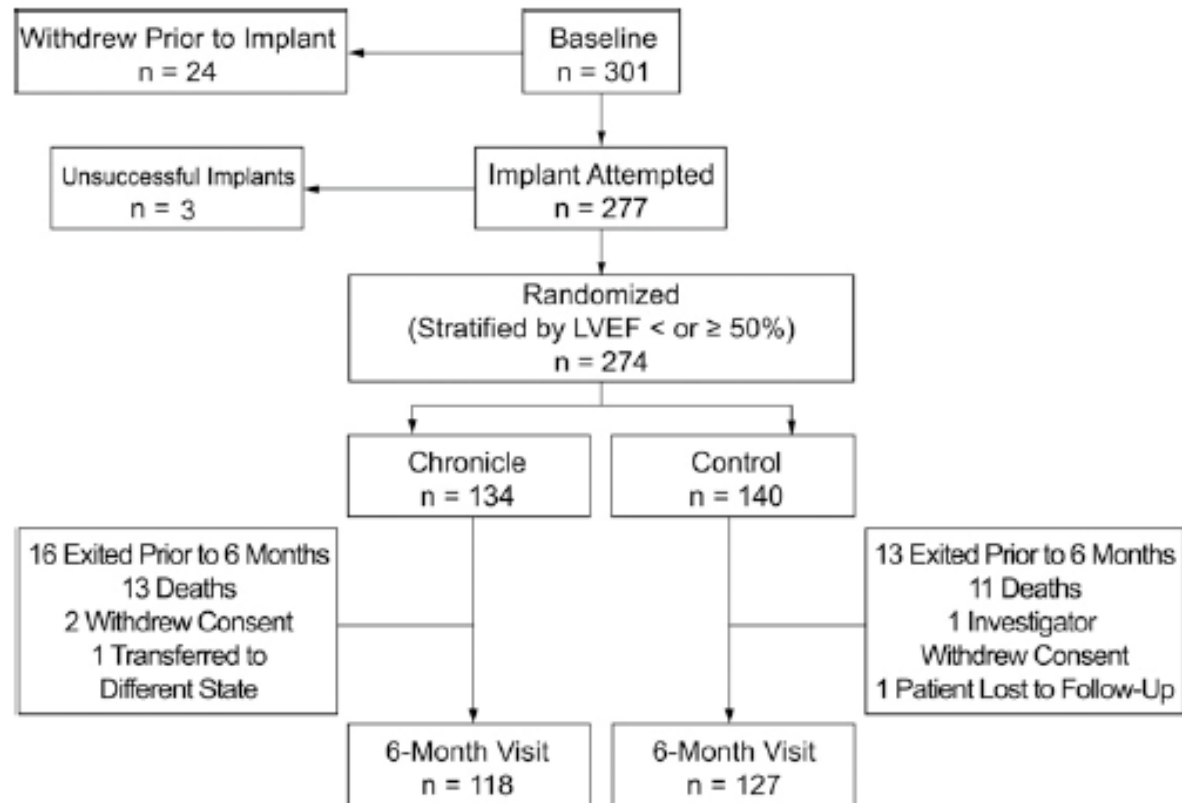 Withdrew Prior to Implant
n = 24
Baseline
n = 301
Unsuccessful Implants
n = 3
Implant Attempted
n = 277
Randomized
(Stratified by LVEF < or ≥ 50%)
n = 274
Chronicle
n = 134
Control
n = 140
16 Exited Prior to 6 Months
13 Deaths
2 Withdrew Consent
1 Transferred to
Different State
13 Exited Prior to 6 Months
11 Deaths
1 Investigator
Withdrew Consent
1 Patient Lost to Follow-Up
6-Month Visit
n = 118
6-Month Visit
n = 127